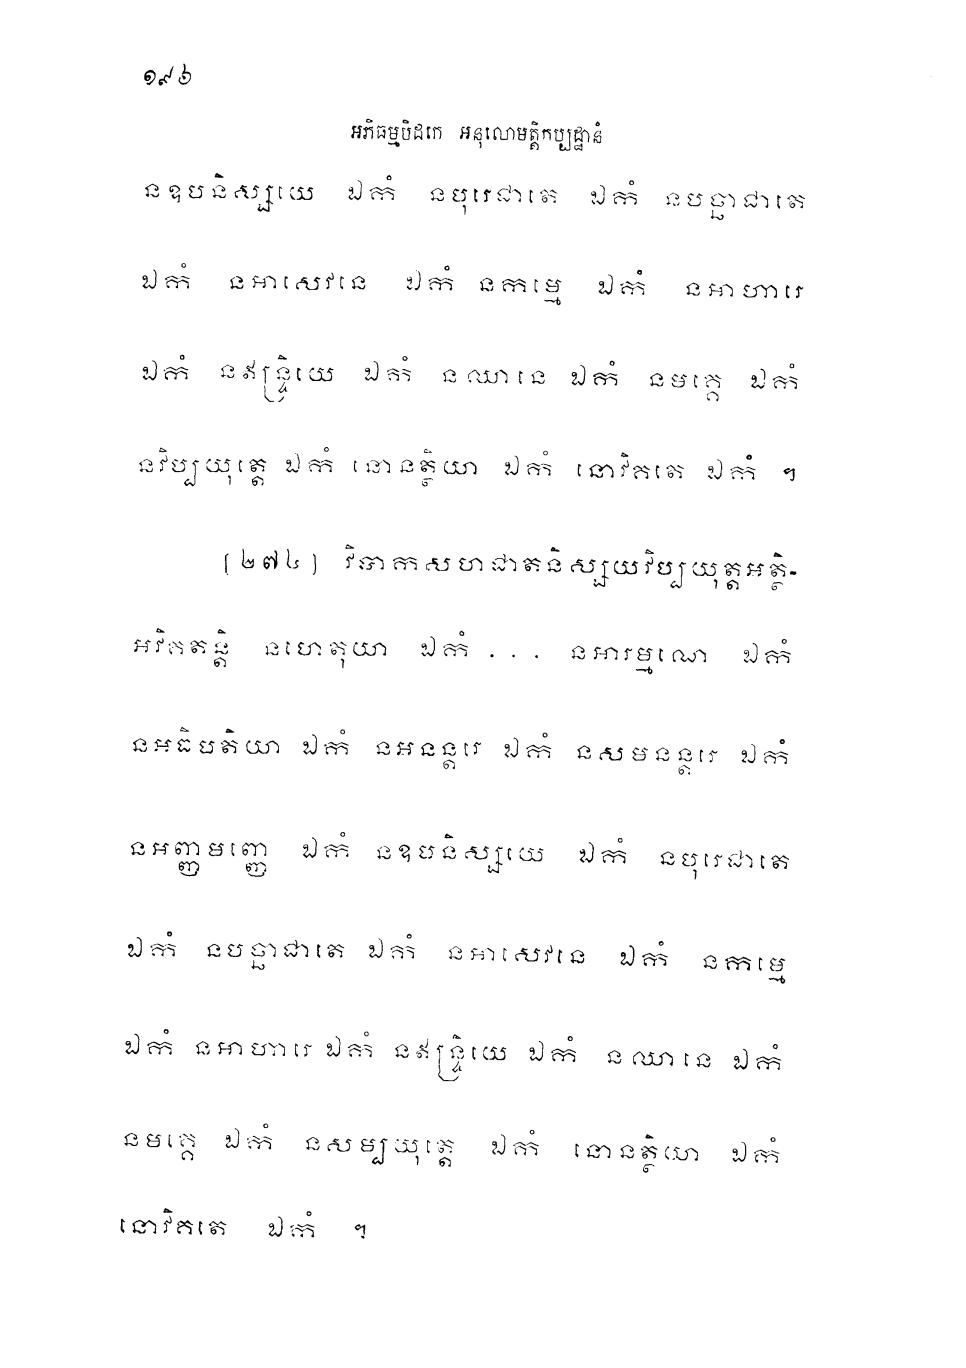 ១៩៦
អភិធម្មបិដកេ អនុលោមត្តិកប្បដ្ឋានំ
នឧបនិស្សយេ ឯកំ នបុរេជាតេ ឯកំ នបច្ឆាជាតេ
ឯកំ នអាសេវនេ ឯកំ នកម្មេ ឯកំ នអាហារេ
ឯកំ នឥន្ទ្រិយេ ឯកំ នឈានេ ឯកំ នមគ្គេ ឯកំ
នវិប្បយុត្តេ ឯកំ នោនត្ថិយា ឯកំ នោវិគតេ ឯកំ ។
(២៧៤) វិបាកសហជាតនិស្សយវិប្បយុត្តអត្ថិ-
អវិគតន្តិ នហេតុយា ឯកំ ... នអារម្មណេ ឯកំ
នអធិបតិយា ឯកំ នអនន្តរេ ឯកំ នសមនន្តរេ ឯកំ
នអញ្ញមញ្ញេ ឯកំ នឧបនិស្សយេ ឯកំ នបុរេជាតេ
ឯកំ នបច្ឆាជាតេ ឯកំ នអាសេវនេ ឯកំ នកម្មេ
ឯកំ នអាហារេ ឯកំ នឥន្ទ្រិយេ ឯកំ នឈានេ ឯកំ
នមគ្គេ ឯកំ នសម្បយុត្តេ ឯកំ នោនត្ថិយា ឯកំ
នោវិគតេ ឯកំ ។